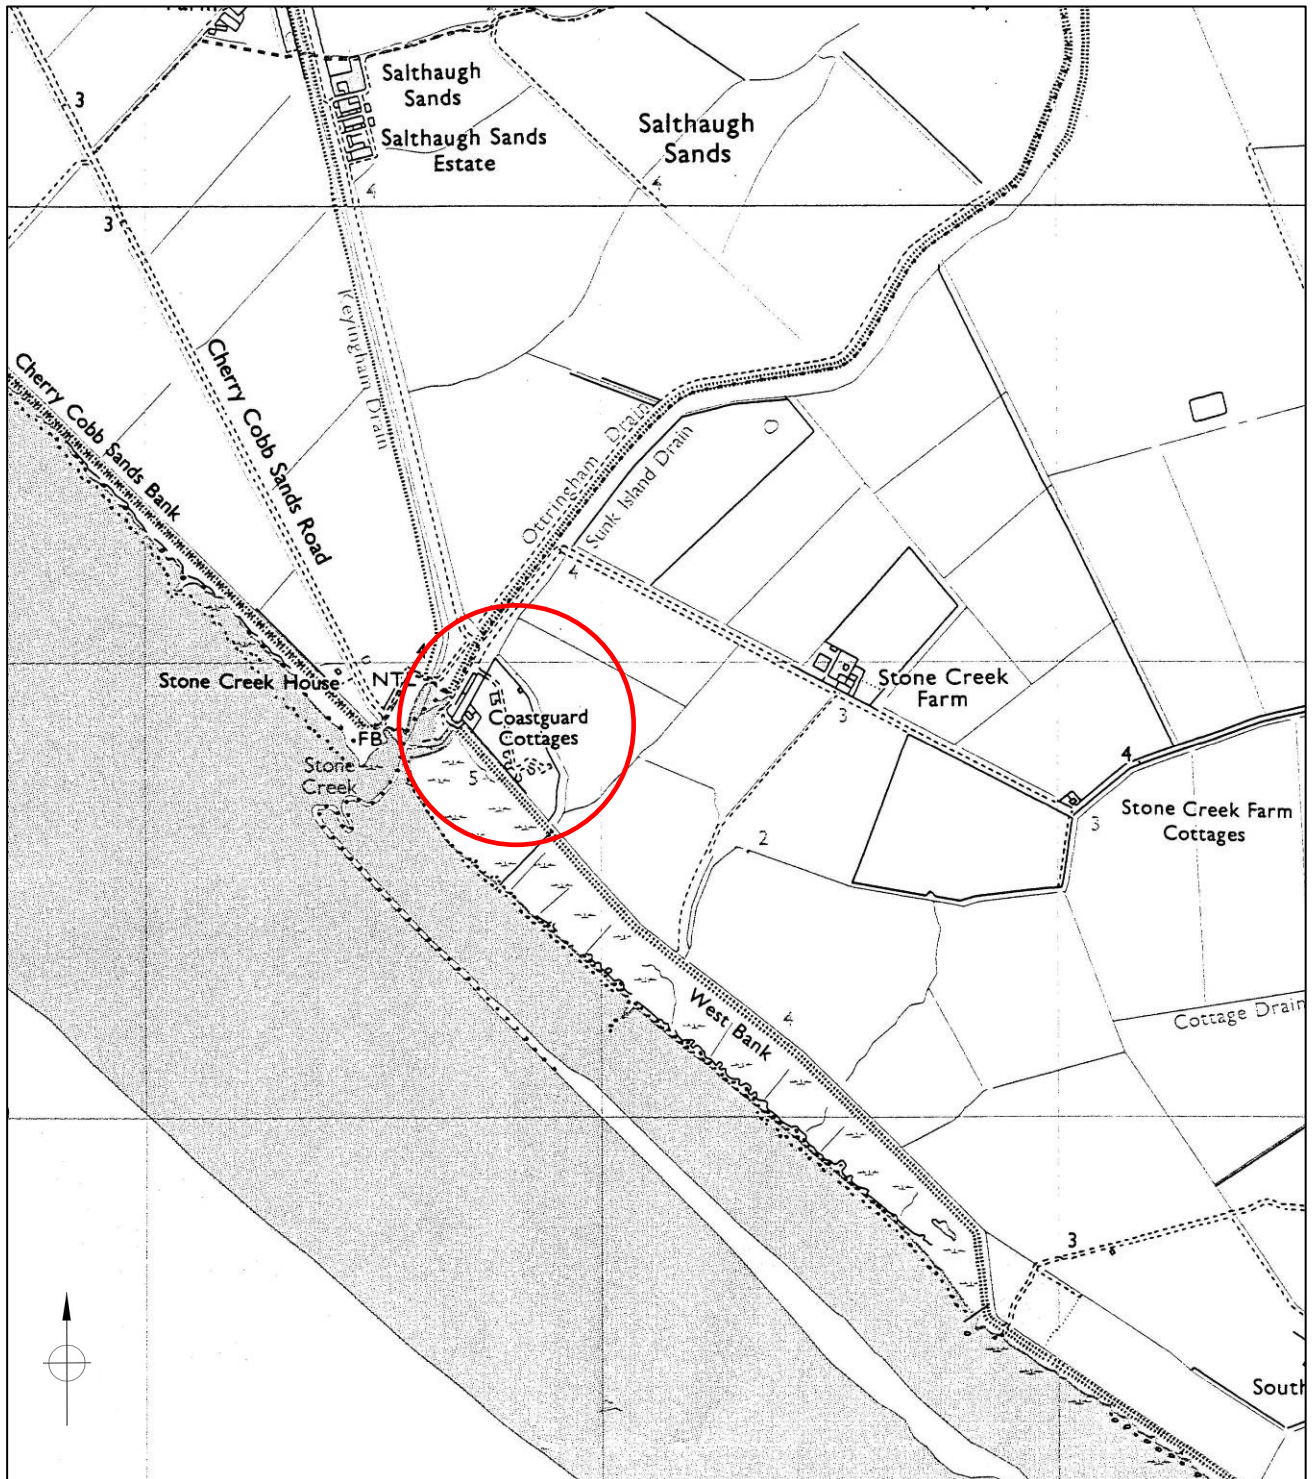 3
Salthaugh
Sands
Salthaugh Sands
Estate
Salthaugh
Sands
4
4
3
Keyingham Drain
Cherry Cobb Sands Road
Cherry Cobb Sands Bank
Ottringham Drain
Sunk Island Drain
4
4
Stone Creek House
NTL
FB
Stone
Creek
Coastguard
Cottages
5
Stone Creek
Farm
3
4
3
Stone Creek Farm
Cottages
2
West Bank
4
Cottage Drain
3
South